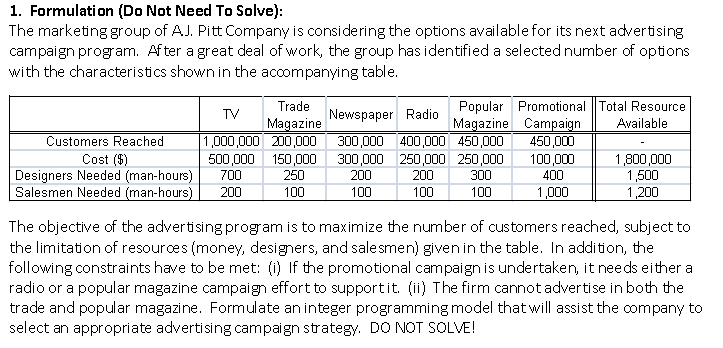 1. Formulation (Do Not Need To Solve):
The marketing group of A.J. Pitt Company is considering the options available for its next advertising
campaign program. After a great deal of work, the group has identified a selected number of options
with the characteristics shown in the accompanying table.
TV Trade Magazine Newspaper Radio Popular Magazine Promotional Campaign Total Resource Available
Customers Reached 1,000,000 200,000 300,000 400,000 450,000 450,000 -
Cost ($) 500,000 150,000 300,000 250,000 250,000 100,000 1,800,000
Designers Needed (man-hours) 700 250 200 200 300 400 1,500
Salesmen Needed (man-hours) 200 100 100 100 100 1,000 1,200
The objective of the advertising program is to maximize the number of customers reached, subject to
the limitation of resources (money, designers, and salesmen) given in the table. In addition, the
following constraints have to be met: (i) If the promotional campaign is undertaken, it needs either a
radio or a popular magazine campaign effort to support it. (ii) The firm cannot advertise in both the
trade and popular magazine. Formulate an integer programming model that will assist the company to
select an appropriate advertising campaign strategy. DO NOT SOLVE!